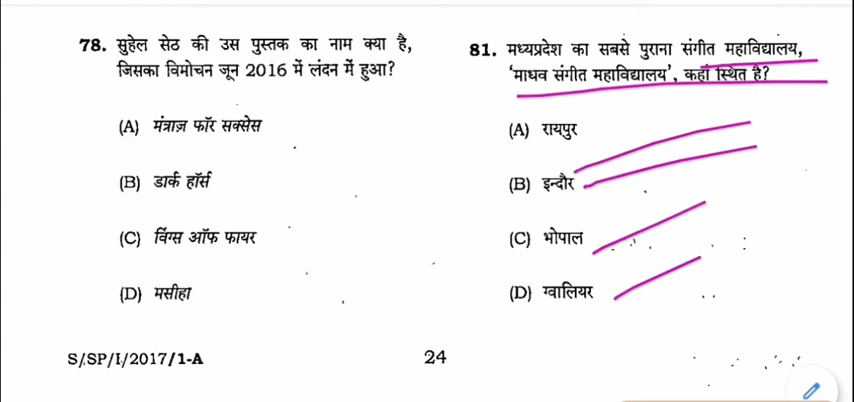 78. सुहेल सेठ की उस पुस्तक का नाम क्या है,
जिसका विमोचन जून 2016 में लंदन में हुआ?
(A) मंत्राज़ फॉर सक्सेस
(B) डार्क हॉर्स
(C) विंग्स ऑफ फायर
(D) मसीहा
S/SP/I/2017/1-A
81. मध्यप्रदेश का सबसे पुराना संगीत महाविद्यालय,
‘माधव संगीत महाविद्यालय’, कहाँ स्थित है?
(A) रायपुर
(B) इन्दौर
(C) भोपाल
(D) ग्वालियर
24